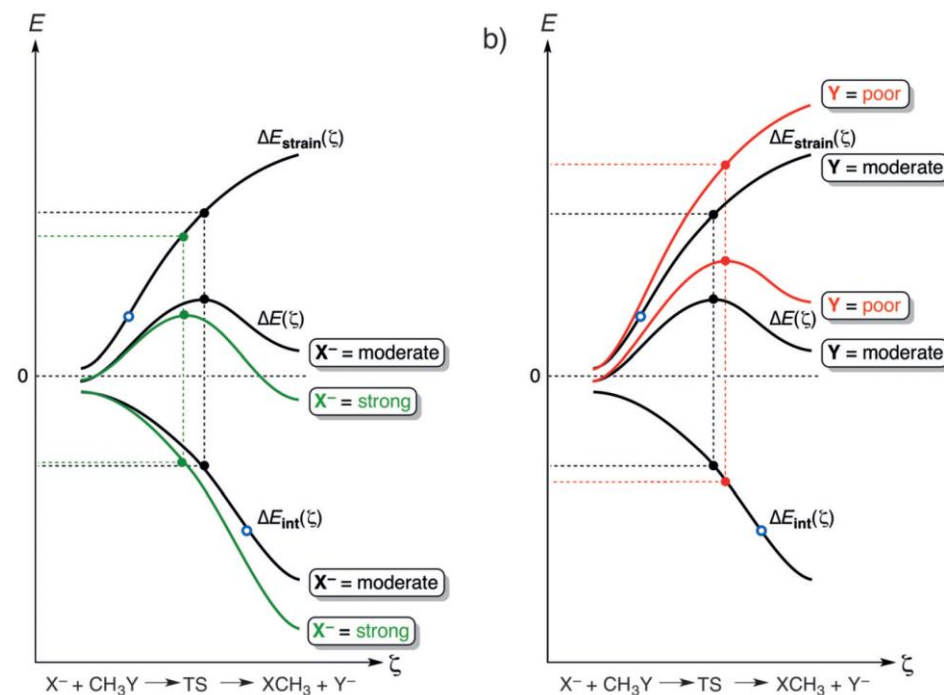 E
ΔEstrain(ζ)
ΔE(ζ)
X– = moderate
0
X– = strong
ΔEint(ζ)
X– = moderate
X– = strong
ζ
X– + CH3Y → TS → XCH3 + Y–
b)
E
Y = poor
ΔEstrain(ζ)
Y = moderate
Y = poor
ΔE(ζ)
Y = moderate
0
ΔEint(ζ)
ζ
X– + CH3Y → TS → XCH3 + Y–